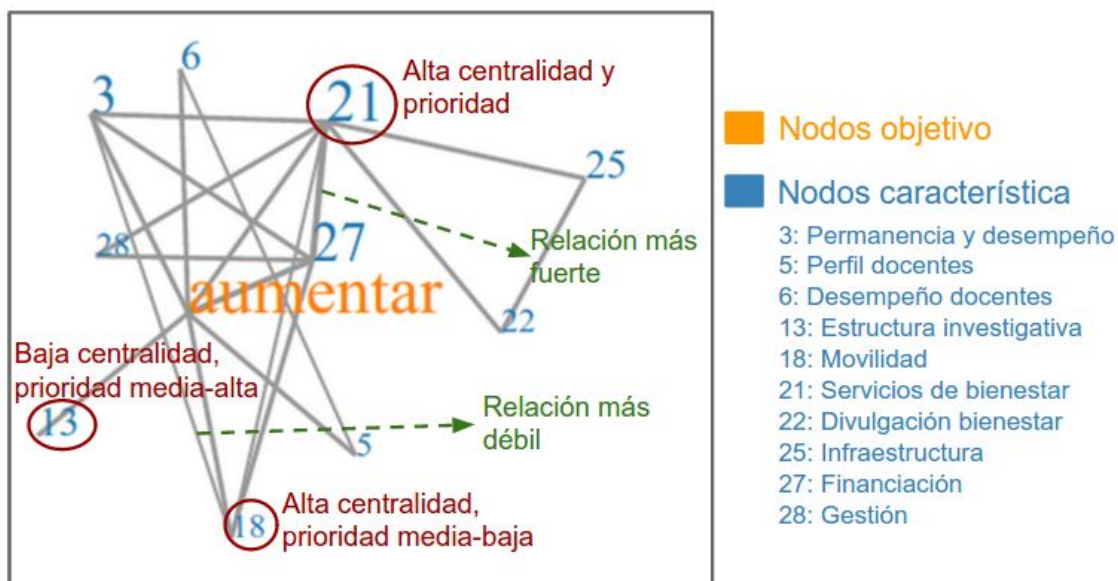 6
3
21
Alta centralidad y
prioridad
25
28
27
Relación más
fuerte
aumentar
22
Baja centralidad,
prioridad media-alta
13
Relación más
débil
5
18
Alta centralidad,
prioridad media-baja
Nodos objetivo
Nodos característica
3: Permanencia y desempeño
5: Perfil docentes
6: Desempeño docentes
13: Estructura investigativa
18: Movilidad
21: Servicios de bienestar
22: Divulgación bienestar
25: Infraestructura
27: Financiación
28: Gestión